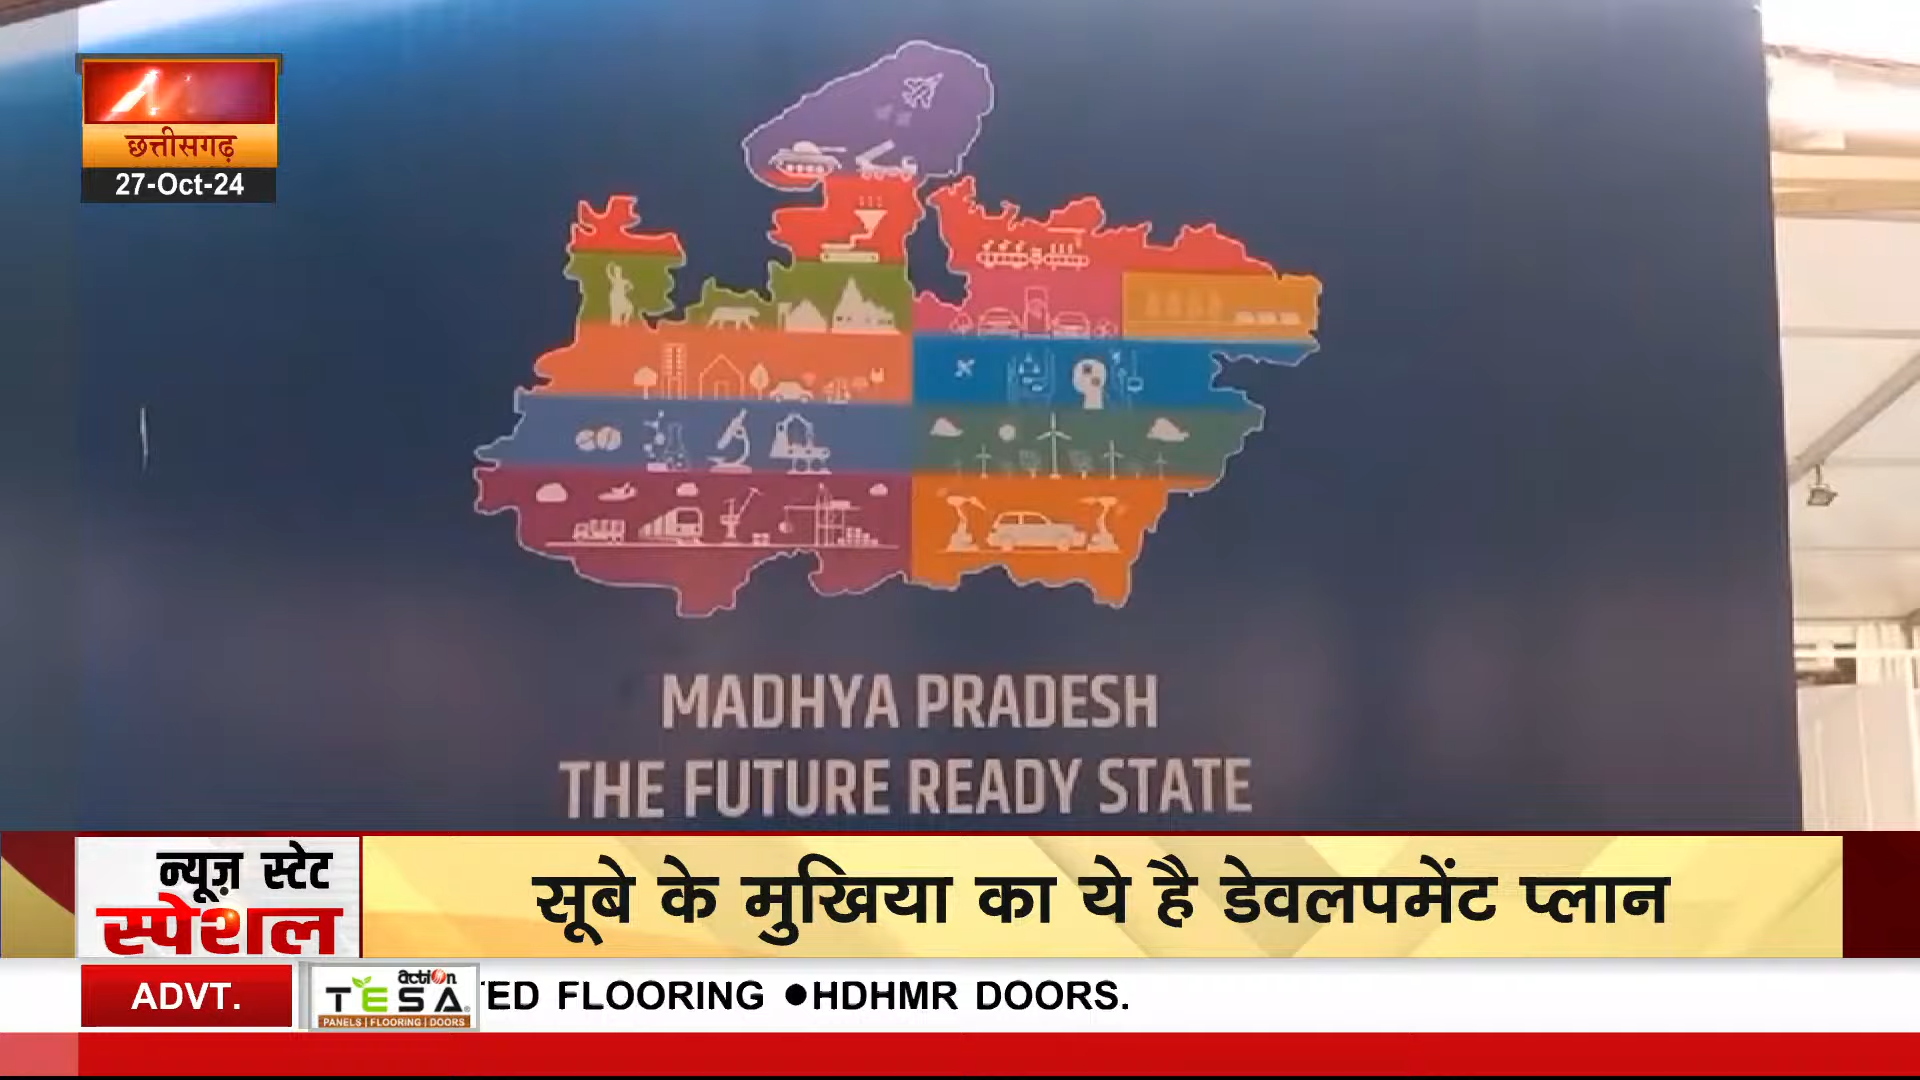 छत्तीसगढ़
27-Oct-24
MADHYA PRADESH
THE FUTURE READY STATE
न्यूज़ स्टेट
स्पेशल
सूबे के मुखिया का ये है डेवलपमेंट प्लान
ADVT.
action
TESA
PANELS | FLOORING | DOORS
FLOORING ●HDHMR DOORS.